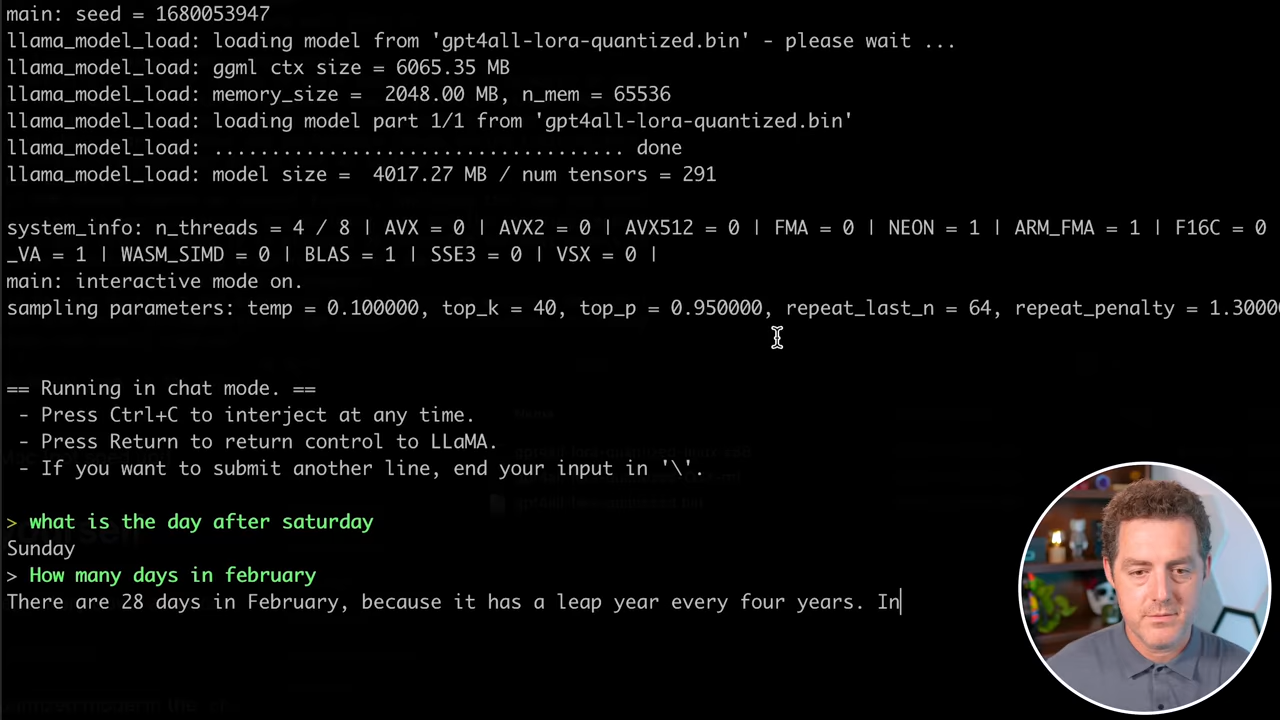 main: seed = 1680053947
llama_model_load: loading model from 'gpt4all-lora-quantized.bin' - please wait ...
llama_model_load: ggml ctx size = 6065.35 MB
llama_model_load: memory_size =  2048.00 MB, n_mem = 65536
llama_model_load: loading model part 1/1 from 'gpt4all-lora-quantized.bin'
llama_model_load: .................................... done
llama_model_load: model size =  4017.27 MB / num tensors = 291
system_info: n_threads = 4 / 8 | AVX = 0 | AVX2 = 0 | AVX512 = 0 | FMA = 0 | NEON = 1 | ARM_FMA = 1 | F16C = 0
_VA = 1 | WASM_SIMD = 0 | BLAS = 1 | SSE3 = 0 | VSX = 0 |
main: interactive mode on.
sampling parameters: temp = 0.100000, top_k = 40, top_p = 0.950000, repeat_last_n = 64, repeat_penalty = 1.3000
== Running in chat mode. ==
- Press Ctrl+C to interject at any time.
- Press Return to return control to LLaMA.
- If you want to submit another line, end your input in '\'.
> what is the day after saturday
Sunday
> How many days in february
There are 28 days in February, because it has a leap year every four years. In